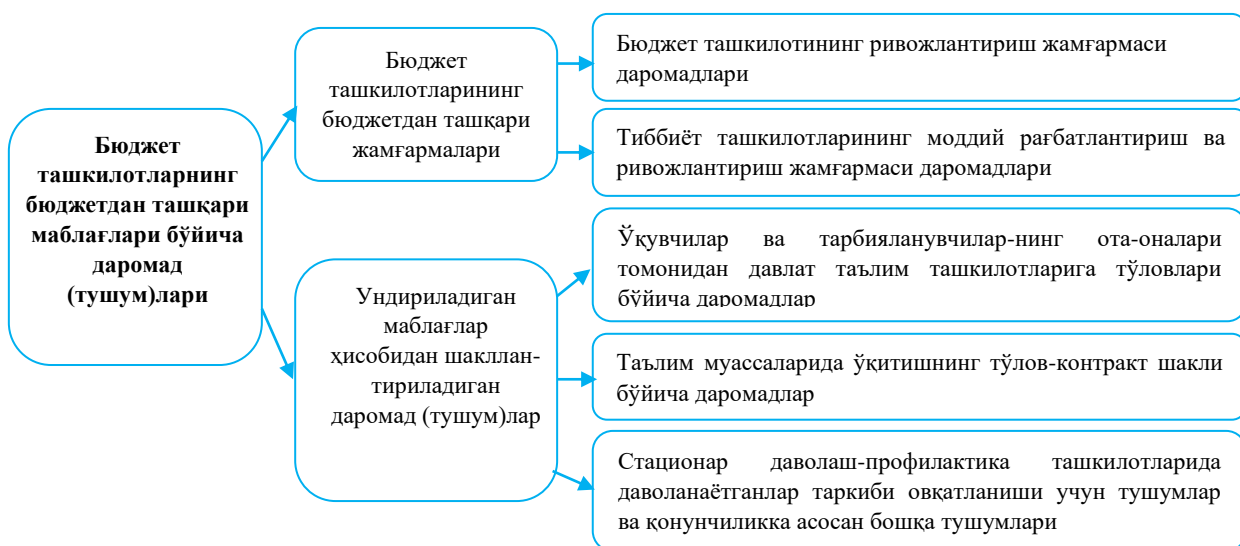 Бюджет
ташкилотларнинг
бюджетдан ташқари
маблағлари бўйича
даромад
(тушум)лари
Бюджет
ташкилотларининг
бюджетдан ташқари
жамғармалари
Бюджет ташкилотининг ривожлантириш жамғармаси
даромадлари
Тиббиёт ташкилотларининг моддий рағбатлантириш ва
ривожлантириш жамғармаси даромадлари
Ундириладиган
маблағлар
ҳисобидан шакллан-
тириладиган
даромад (тушум)лар
Ўқувчилар ва тарбияланувчилар-нинг ота-оналари
томонидан давлат таълим ташкилотларига тўловлари
бўйича даромадлар
Таълим муассаларида ўқитишнинг тўлов-контракт шакли
бўйича даромадлар
Стационар даволаш-профилактика ташкилотларида
даволанаётганлар таркиби овқатланиши учун тушумлар
ва қонунчиликка асосан бошқа тушумлари